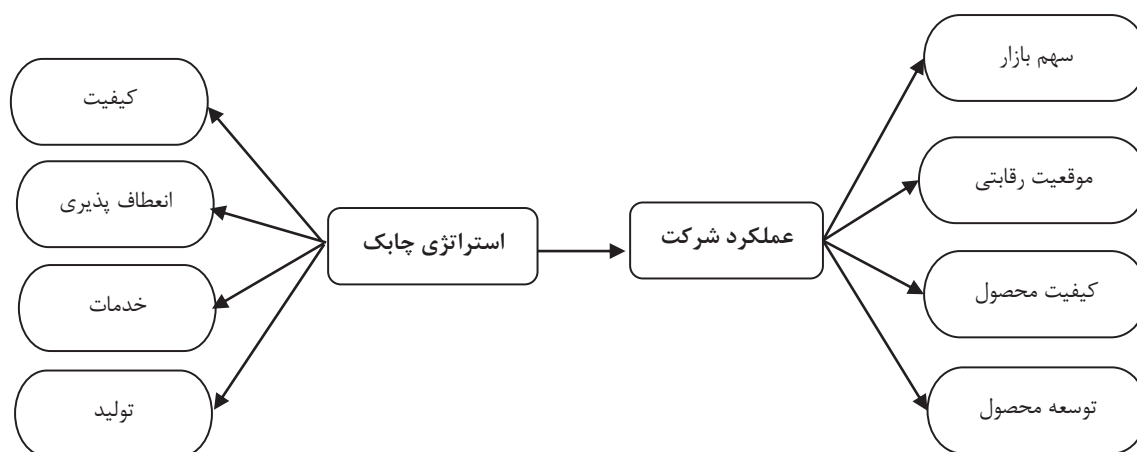 سهم بازار
کیفیت
موقعیت رقابتی
انعطاف پذیری
عملکرد شرکت
استراتژی چابک
کیفیت محصول
خدمات
توسعه محصول
تولید